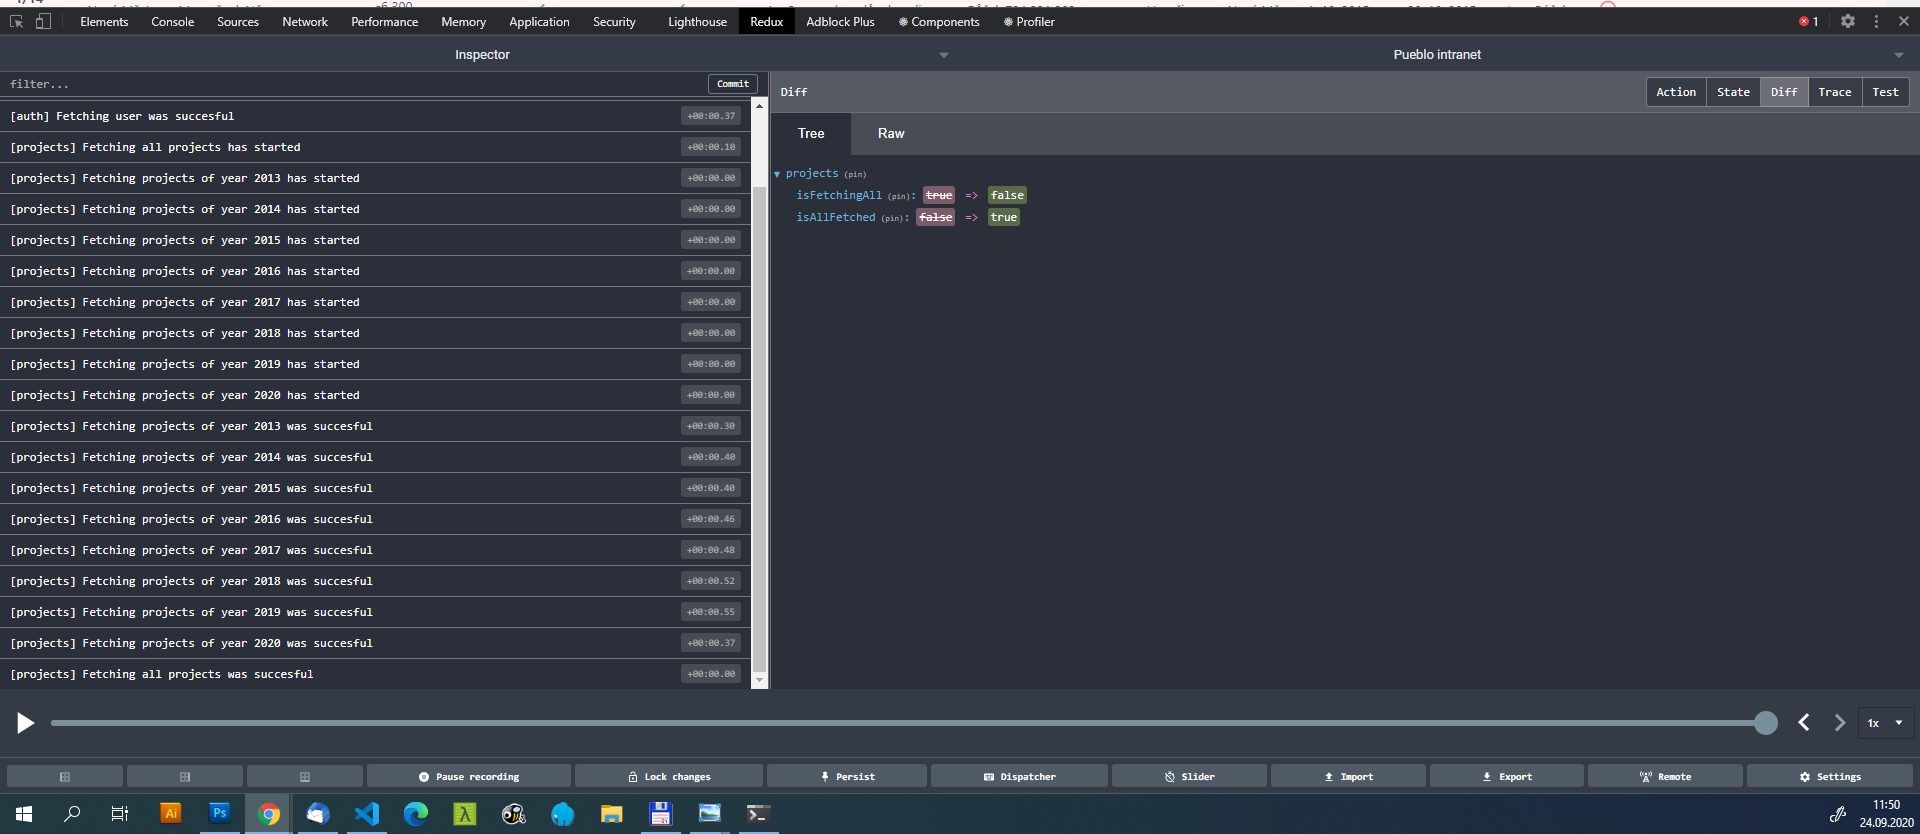 Elements Console Sources Network Performance Memory Application Security Lighthouse Redux Adblock Plus Components Profiler 1
Inspector Pueblo intranet
filter... Commit
Diff Action State Diff Trace Test
Tree Raw
[auth] Fetching user was succesful +00:00.37
[projects] Fetching all projects has started +00:00.10
[projects] Fetching projects of year 2013 has started +00:00.00
[projects] Fetching projects of year 2014 has started +00:00.00
[projects] Fetching projects of year 2015 has started +00:00.00
[projects] Fetching projects of year 2016 has started +00:00.00
[projects] Fetching projects of year 2017 has started +00:00.00
[projects] Fetching projects of year 2018 has started +00:00.00
[projects] Fetching projects of year 2019 has started +00:00.00
[projects] Fetching projects of year 2020 has started +00:00.00
[projects] Fetching projects of year 2013 was succesful +00:00.30
[projects] Fetching projects of year 2014 was succesful +00:00.40
[projects] Fetching projects of year 2015 was succesful +00:00.40
[projects] Fetching projects of year 2016 was succesful +00:00.46
[projects] Fetching projects of year 2017 was succesful +00:00.48
[projects] Fetching projects of year 2018 was succesful +00:00.52
[projects] Fetching projects of year 2019 was succesful +00:00.55
[projects] Fetching projects of year 2020 was succesful +00:00.37
[projects] Fetching all projects was succesful +00:00.00
projects (pin)
isFetchingAll (pin): true => false
isAllFetched (pin): false => true
1x
Pause recording Lock changes Persist Dispatcher Slider Import Export Remote Settings
Ai Ps λ
11:50
24.09.2020